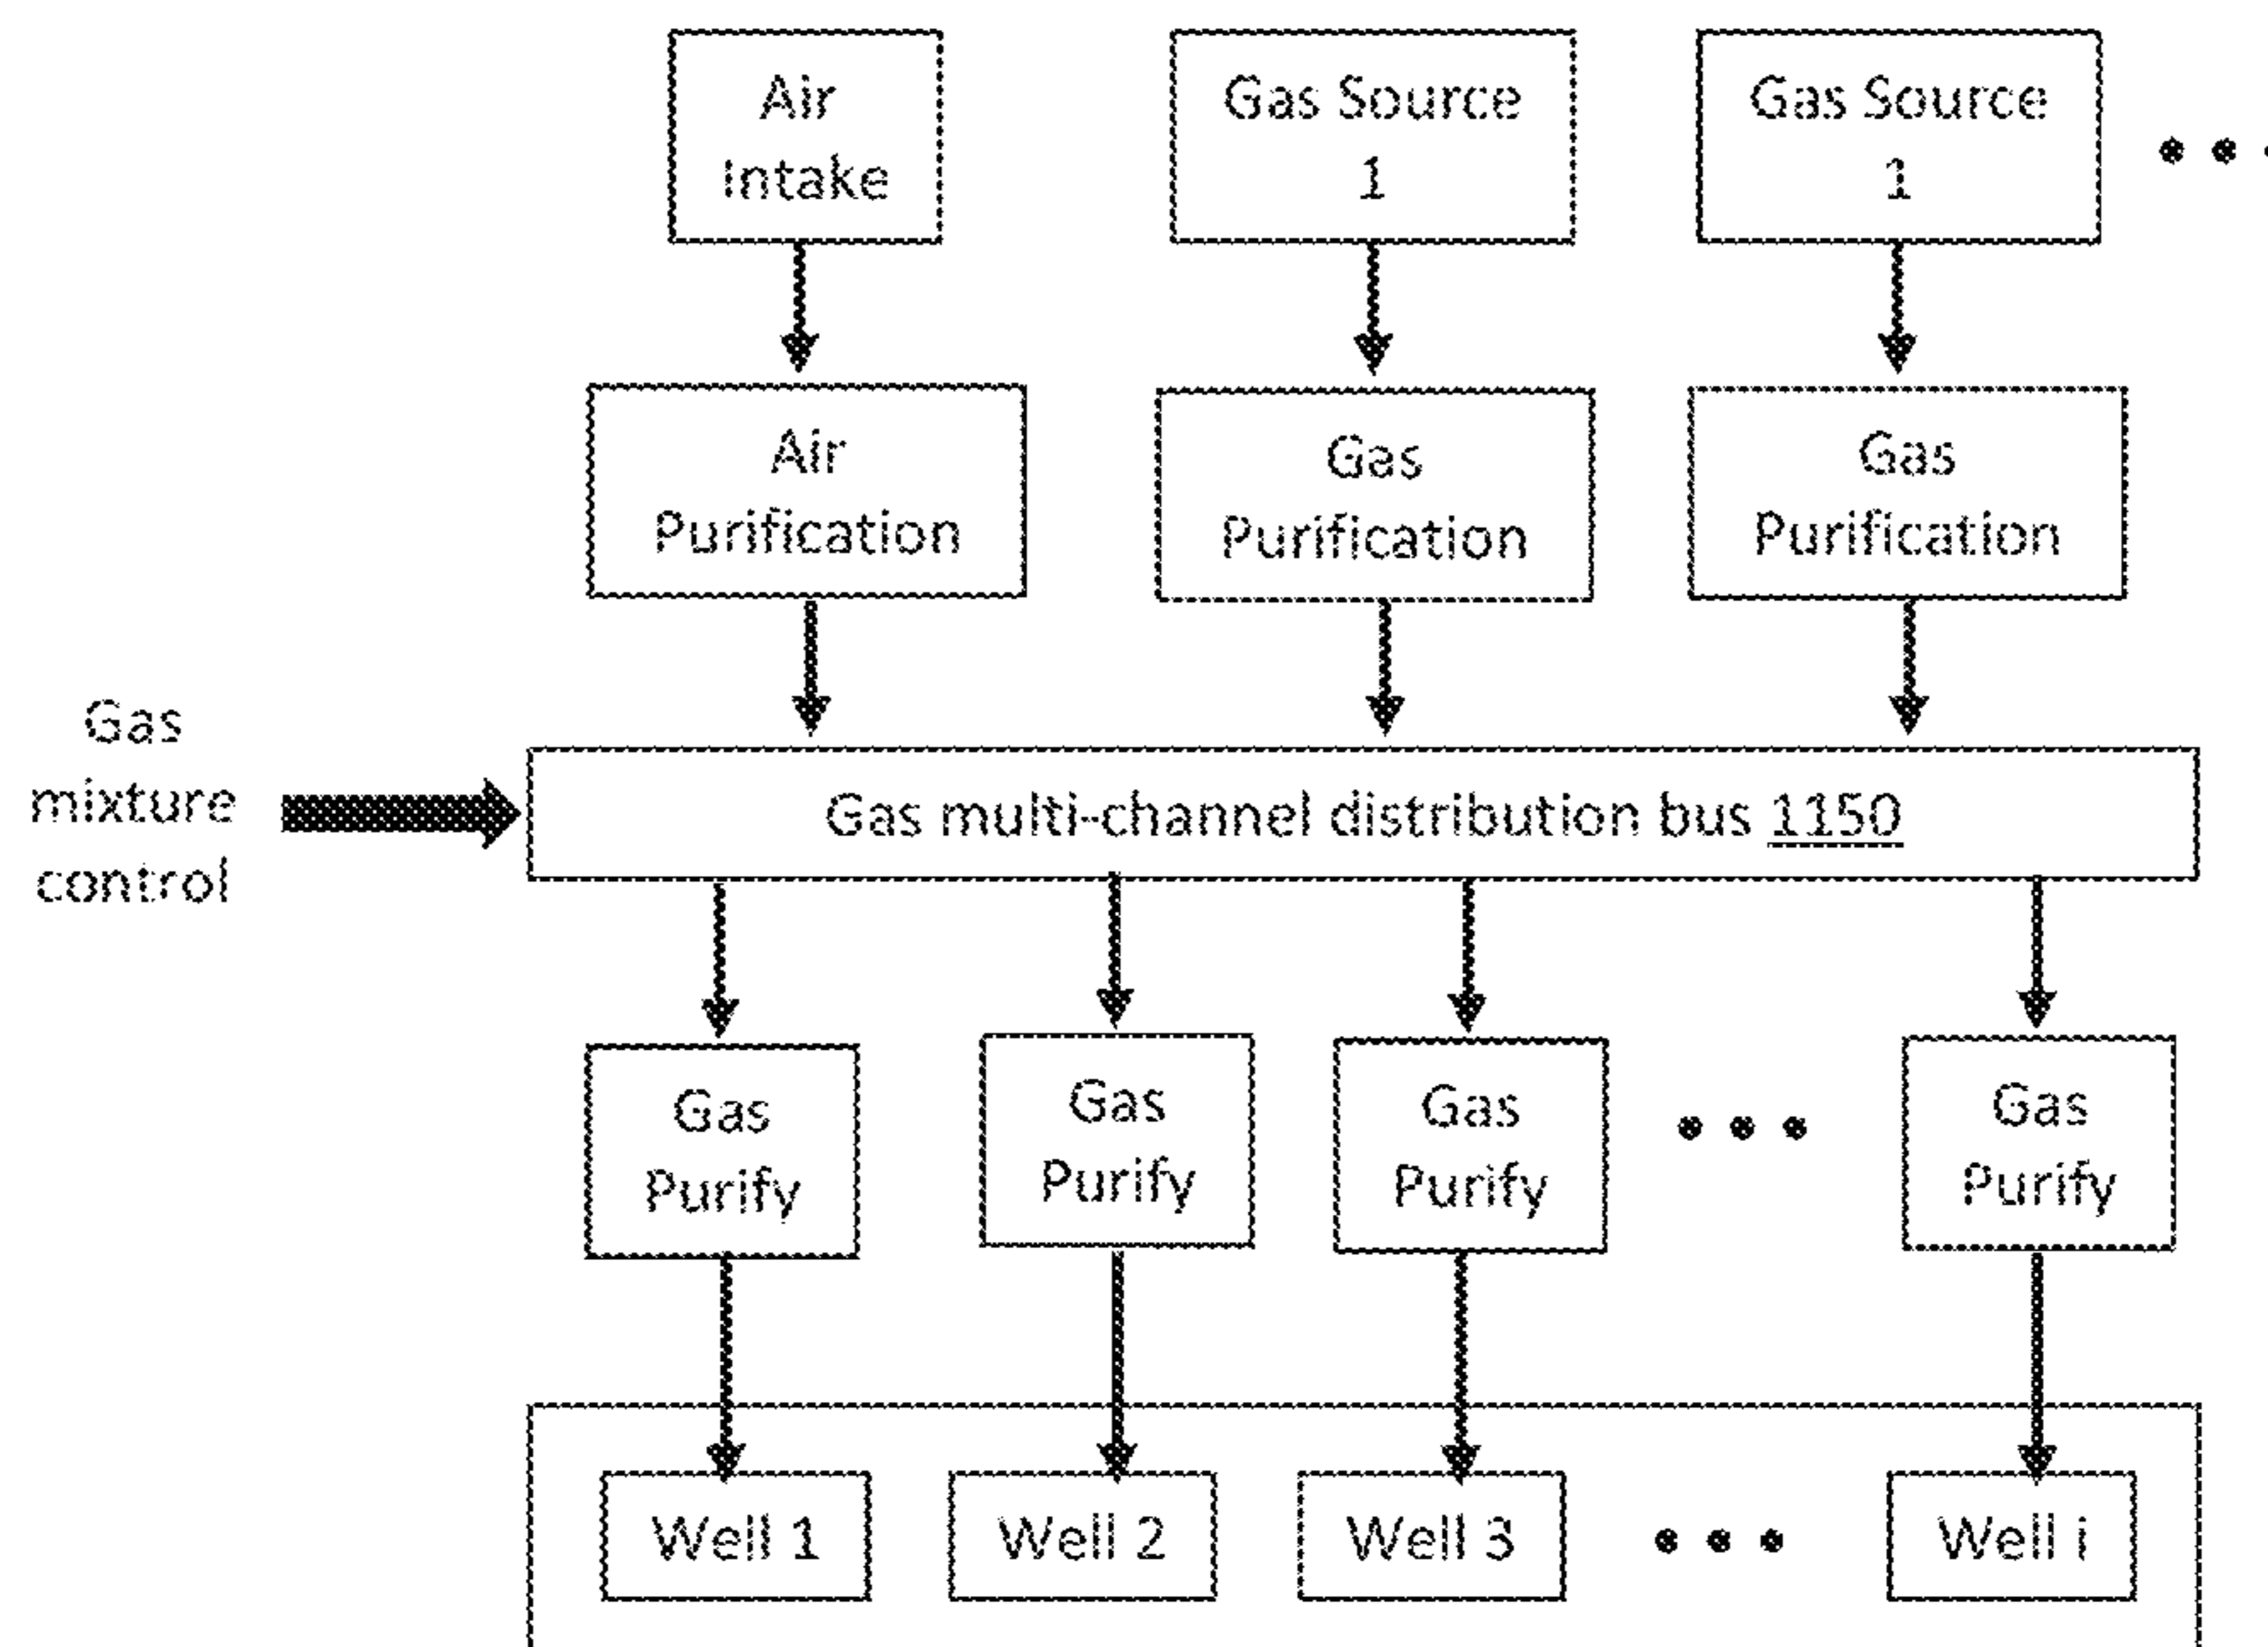 Air
Intake
Gas Source
1
Gas Source
1
Air
Purification
Gas
Purification
Gas
Purification
Gas
mixture
control
Gas multi-channel distribution bus 1150
Gas
Purify
Gas
Purify
Gas
Purify
Gas
Purify
Well 1
Well 2
Well 3
Well i